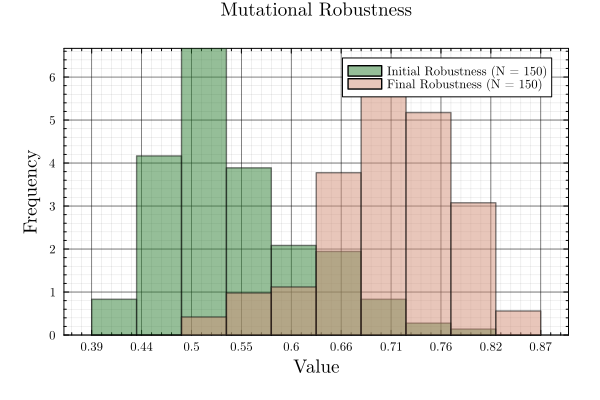 Mutational Robustness
Initial Robustness (N = 150)
Final Robustness (N = 150)
Frequency
6
5
4
3
2
1
0
0.39 0.44 0.5 0.55 0.6 0.66 0.71 0.76 0.82 0.87
Value